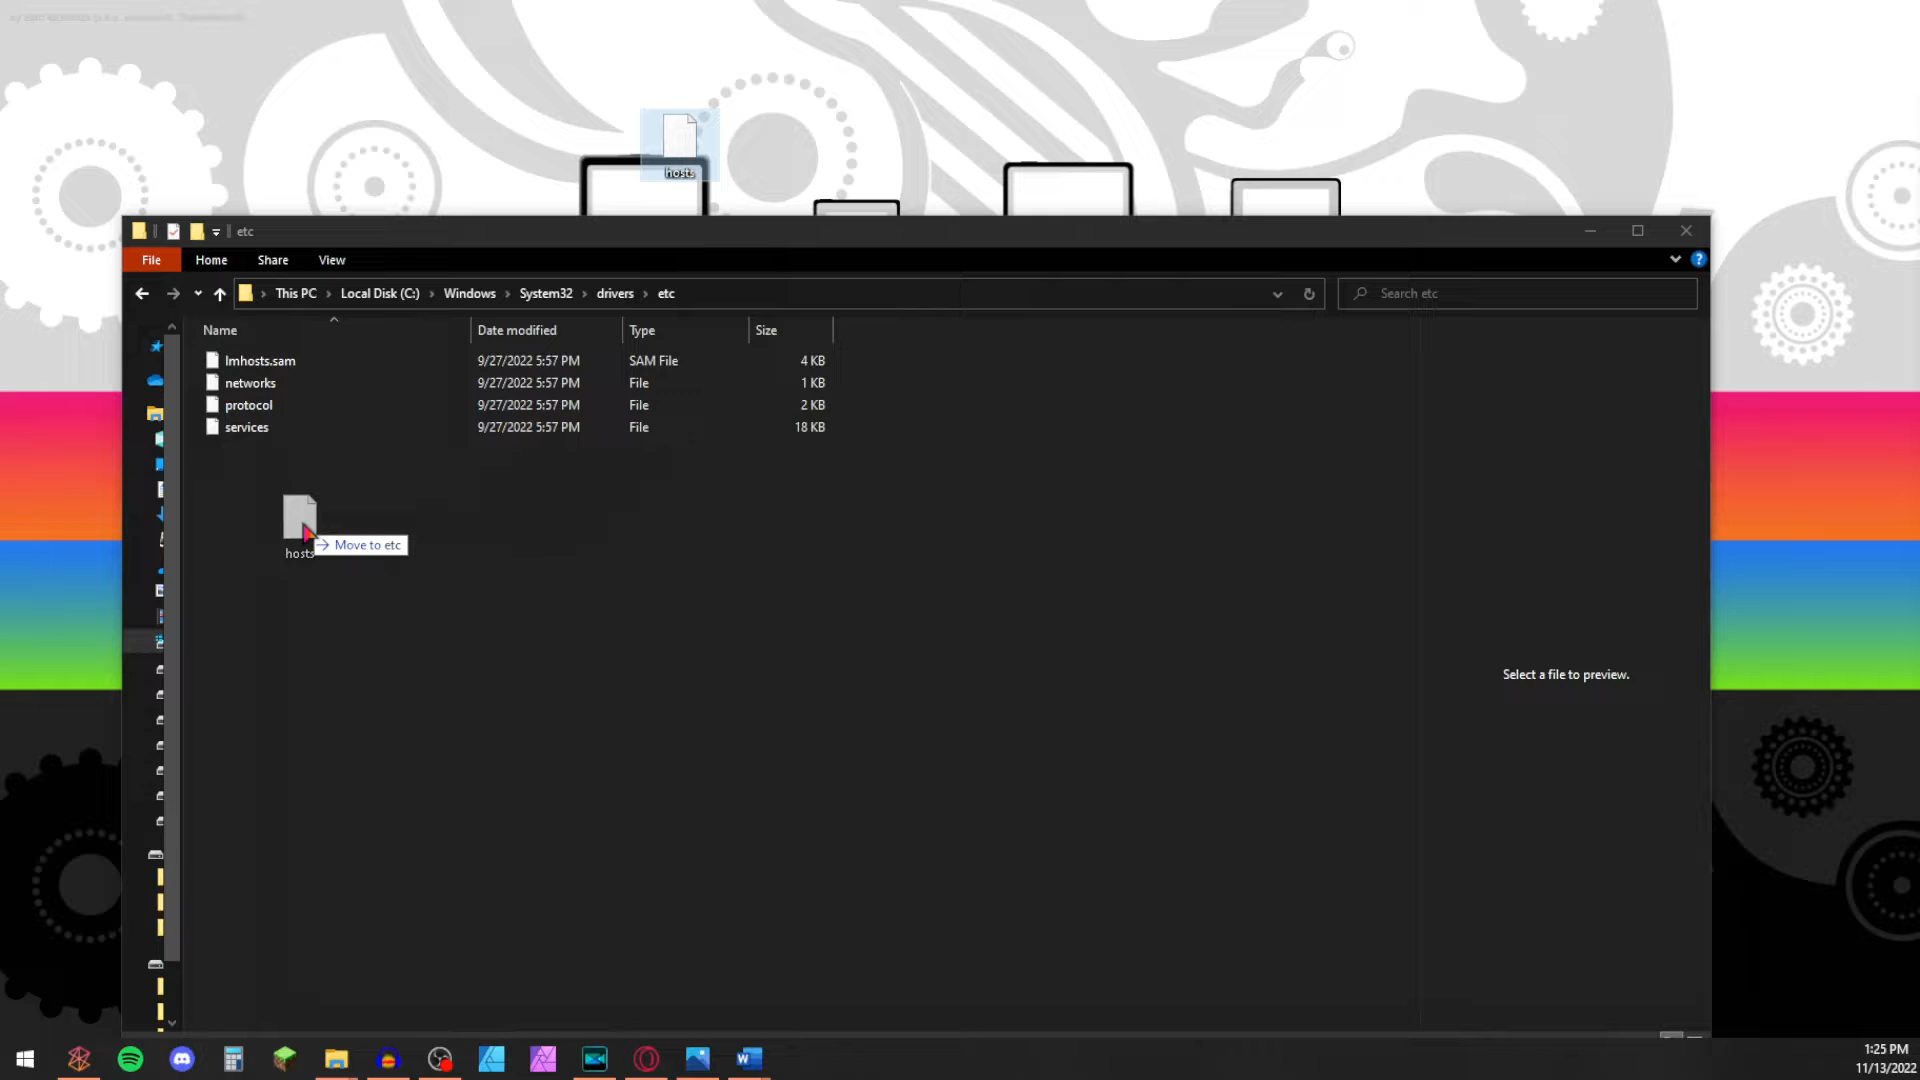 hosts
etc
File Home Share View
This PC Local Disk (C:) Windows System32 drivers etc
Search etc
Name Date modified Type Size
lmhosts.sam 9/27/2022 5:57 PM SAM File 4 KB
networks 9/27/2022 5:57 PM File 1 KB
protocol 9/27/2022 5:57 PM File 2 KB
services 9/27/2022 5:57 PM File 18 KB
Move to etc
hosts
Select a file to preview.
1:25 PM
11/13/2022